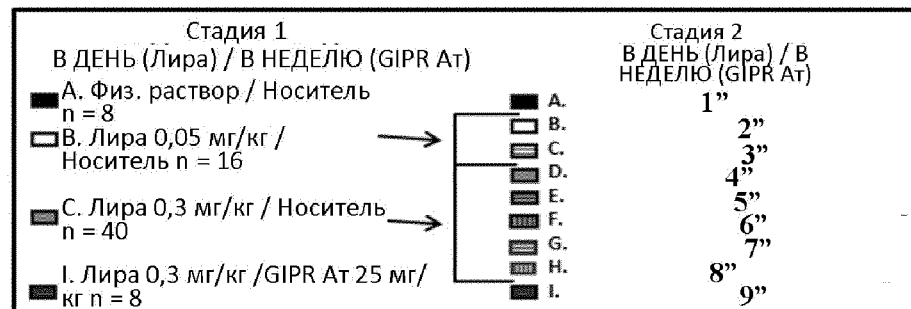 Стадия 1
В ДЕНЬ (Лира) / В НЕДЕЛЮ (GIPR Ат)
A. Физ. раствор / Носитель
n = 8
B. Лира 0,05 мг/кг /
Носитель n = 16
C. Лира 0,3 мг/кг / Носитель
n = 40
I. Лира 0,3 мг/кг /GIPR Ат 25 мг/
кг n = 8
Стадия 2
В ДЕНЬ (Лира) / В
НЕДЕЛЮ (GIPR Ат)
A. 1”
B. 2”
C. 3”
D. 4”
E. 5”
F. 6”
G. 7”
H. 8”
I. 9”